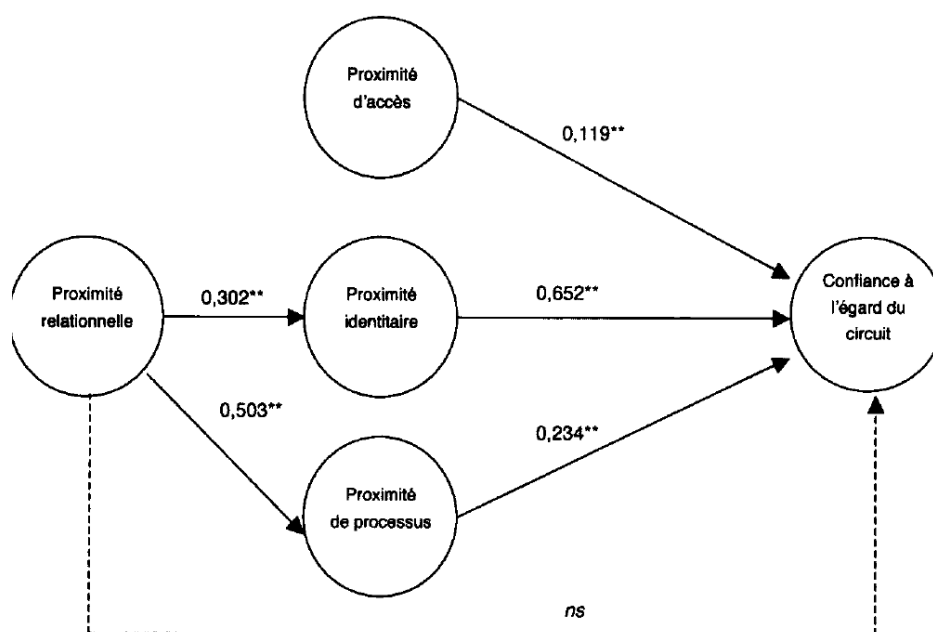 Proximité
d'accès
0,119**
Proximité
relationnelle
0,302**
Proximité
identitaire
0,652**
Confiance à
l'égard du
circuit
0,503**
0,234**
Proximité
de processus
ns